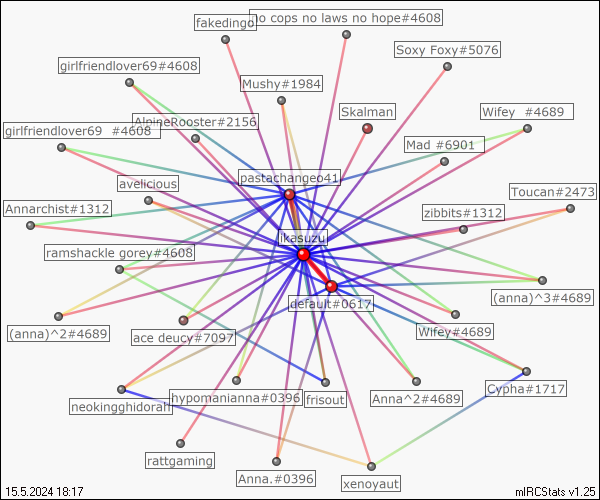 no cops no laws no hope#4608
fakedingo
Soxy Foxy#5076
girlfriendlover69#4608
Mushy#1984
Skalman
Wifey #4689
AlpineRooster#2156
girlfriendlover69 #4608
Mad #6901
pastachangeo41
avelicious
Toucan#2473
Annarchist#1312
zibbits#1312
ikasuzu
ramshackle gorey#4608
default#0617
(anna)^3#4689
(anna)^2#4689
ace deucy#7097
Wifey#4689
Cypha#1717
hypomanianna#0396
frisout
Anna^2#4689
neokingghidorah
rattgaming
Anna.#0396
xenoyaut
15.5.2024 18:17
mIRCStats v1.25